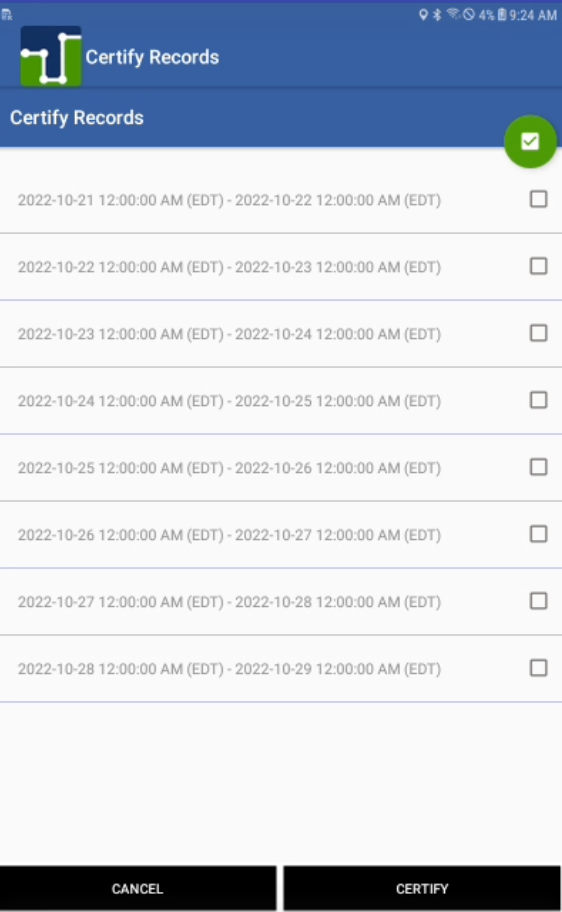 4% 9:24 AM
Certify Records
Certify Records
2022-10-21 12:00:00 AM (EDT) - 2022-10-22 12:00:00 AM (EDT)
2022-10-22 12:00:00 AM (EDT) - 2022-10-23 12:00:00 AM (EDT)
2022-10-23 12:00:00 AM (EDT) - 2022-10-24 12:00:00 AM (EDT)
2022-10-24 12:00:00 AM (EDT) - 2022-10-25 12:00:00 AM (EDT)
2022-10-25 12:00:00 AM (EDT) - 2022-10-26 12:00:00 AM (EDT)
2022-10-26 12:00:00 AM (EDT) - 2022-10-27 12:00:00 AM (EDT)
2022-10-27 12:00:00 AM (EDT) - 2022-10-28 12:00:00 AM (EDT)
2022-10-28 12:00:00 AM (EDT) - 2022-10-29 12:00:00 AM (EDT)
CANCEL CERTIFY